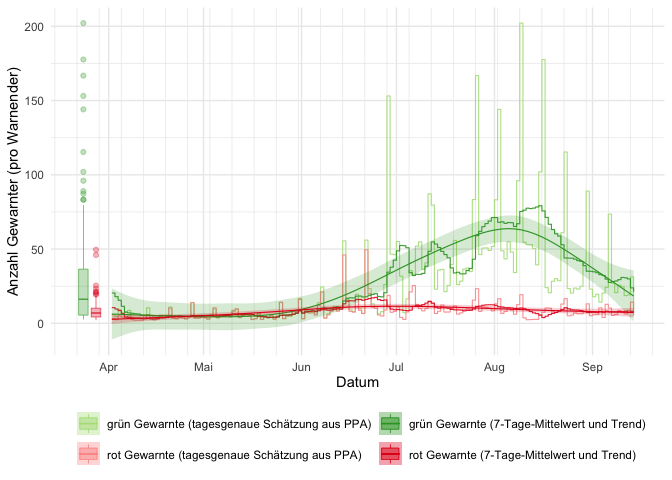 Anzahl Gewarnter (pro Warnender)
200
150
100
50
0
Apr Mai Jun Jul Aug Sep
Datum
grün Gewarnte (tagesgenaue Schätzung aus PPA) grün Gewarnte (7-Tage-Mittelwert und Trend)
rot Gewarnte (tagesgenaue Schätzung aus PPA) rot Gewarnte (7-Tage-Mittelwert und Trend)